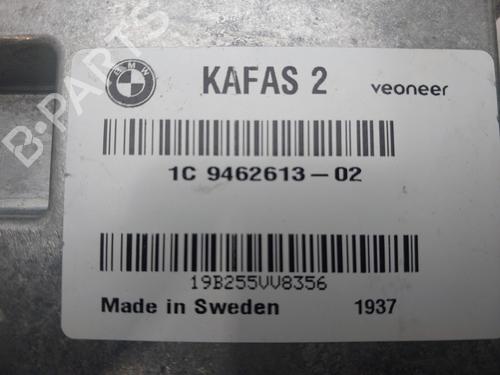 BMW
KAFAS 2
veoneer
B-PARTS
1C 9462613-02
19B255VV8356
Made in Sweden
1937